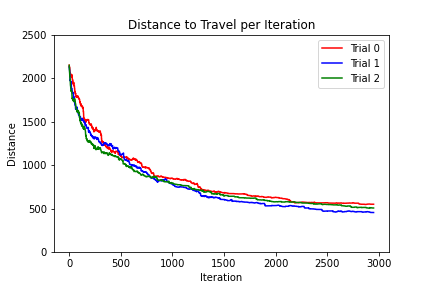 Distance to Travel per Iteration
Trial 0
Trial 1
Trial 2
2500
2000
1500
1000
500
0
Distance
0 500 1000 1500 2000 2500 3000
Iteration